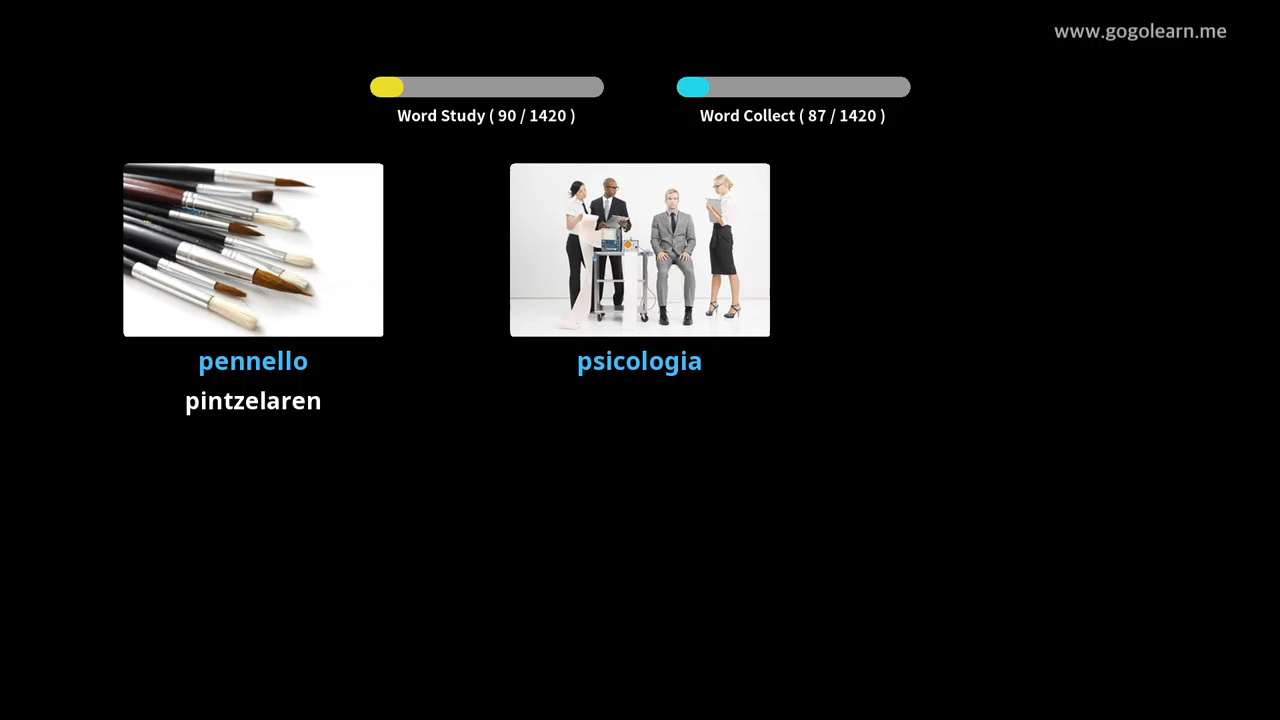 www.gogolearn.me
Word Study ( 90 / 1420 )
Word Collect ( 87 / 1420 )
pennello
pintzelaren
psicologia